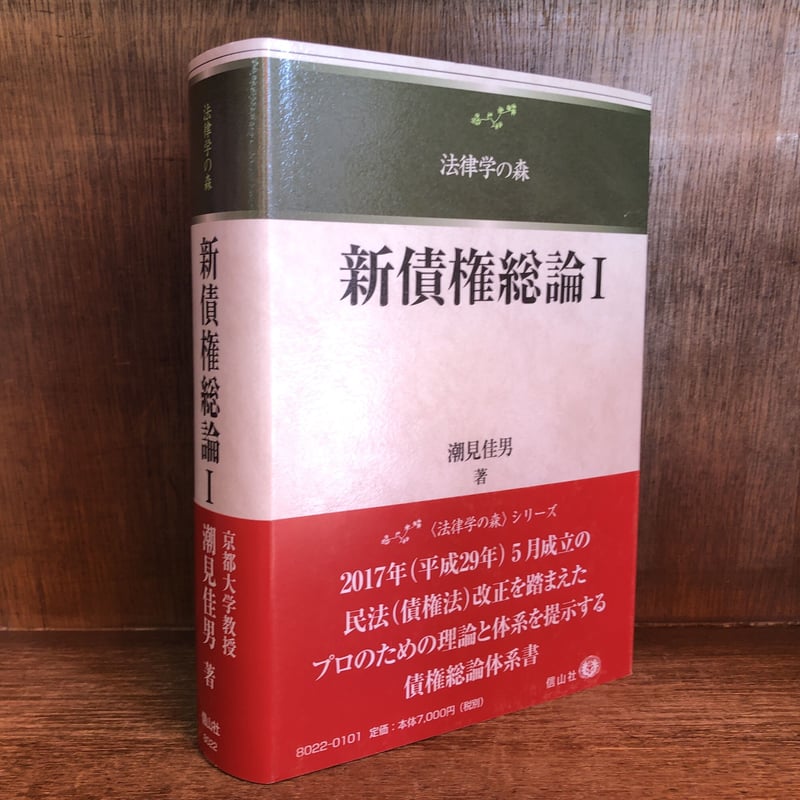 法律学の森
新債権総論 I
京都大学教授
潮見佳男 著
信山社
8022
法律学の森
新債権総論 I
潮見佳男
著
〈法律学の森〉シリーズ
2017年(平成29年)5月成立の
民法(債権法)改正を踏まえた
プロのための理論と体系を提示する
債権総論体系書
信山社
8022-0101 定価:本体7,000円(税別)